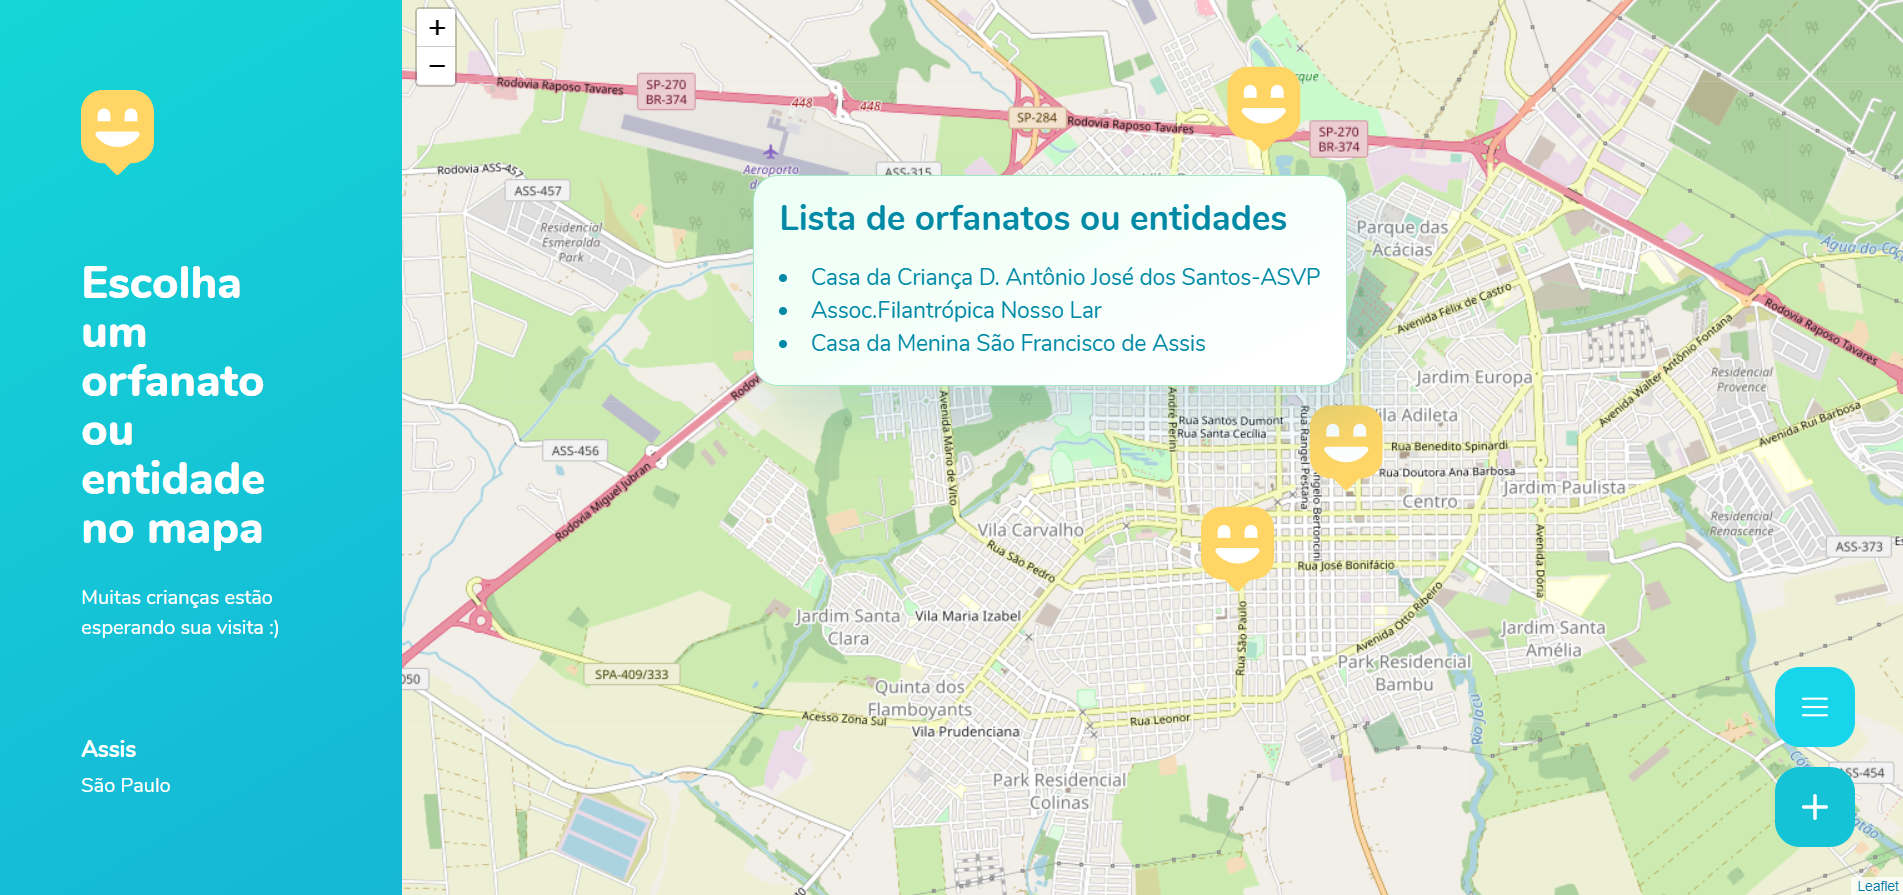 Escolha
um
orfanato
ou
entidade
no mapa
Muitas crianças estão
esperando sua visita :)
Assis
São Paulo
+
−
Lista de orfanatos ou entidades
• Casa da Criança D. Antônio José dos Santos-ASVP
• Assoc.Filantrópica Nosso Lar
• Casa da Menina São Francisco de Assis
Rodovia Raposo Tavares
SP-270
BR-374
448
448
SP-284
Rodovia Raposo Tavares
SP-270
BR-374
Rodovia ASS-457
ASS-457
Aeroporto
ASS-315
Residencial
Esmeralda
Park
Parque das
Acácias
Avenida Félix de Castro
Rodovia Raposo Tavares
Jardim Europa
Avenida Walter Antônio Fontana
Residencial
Provence
Avenida Rui Barbosa
Avenida Mário de Vito
André Perini
Rua Santos Dumont
Rua Santa Cecília
Rua Rangel Pestana
Vila Adileta
Rua Benedito Spinardi
Rua Doutora Ana Barbosa
Jardim Paulista
Centro
ASS-456
Rodovia Miguel Jubran
Vila Carvalho
Rua São Pedro
Rua José Bonifácio
Avenida Dória
Residencial
Renascence
ASS-373
Jardim Santa
Clara
Vila Maria Izabel
Rua São Paulo
Avenida Otto Ribeiro
Jardim Santa
Amélia
Park Residencial
Bambu
050
SPA-409/333
Quinta dos
Flamboyants
Acesso Zona Sul
Vila Prudenciana
Rua Leonor
Park Residencial
Colinas
Rio Jacu
SS-454
+
Leaflet